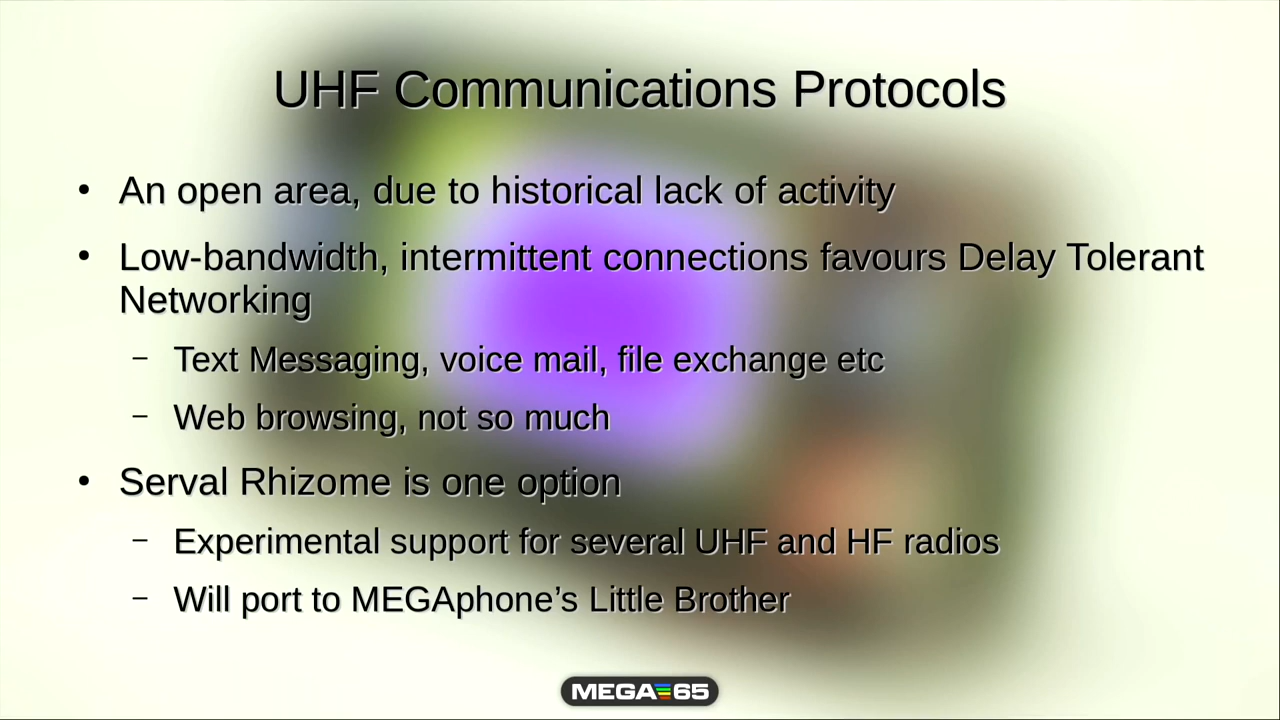 UHF Communications Protocols
• An open area, due to historical lack of activity
• Low-bandwidth, intermittent connections favours Delay Tolerant
Networking
– Text Messaging, voice mail, file exchange etc
– Web browsing, not so much
• Serval Rhizome is one option
– Experimental support for several UHF and HF radios
– Will port to MEGAphone’s Little Brother
MEGA65